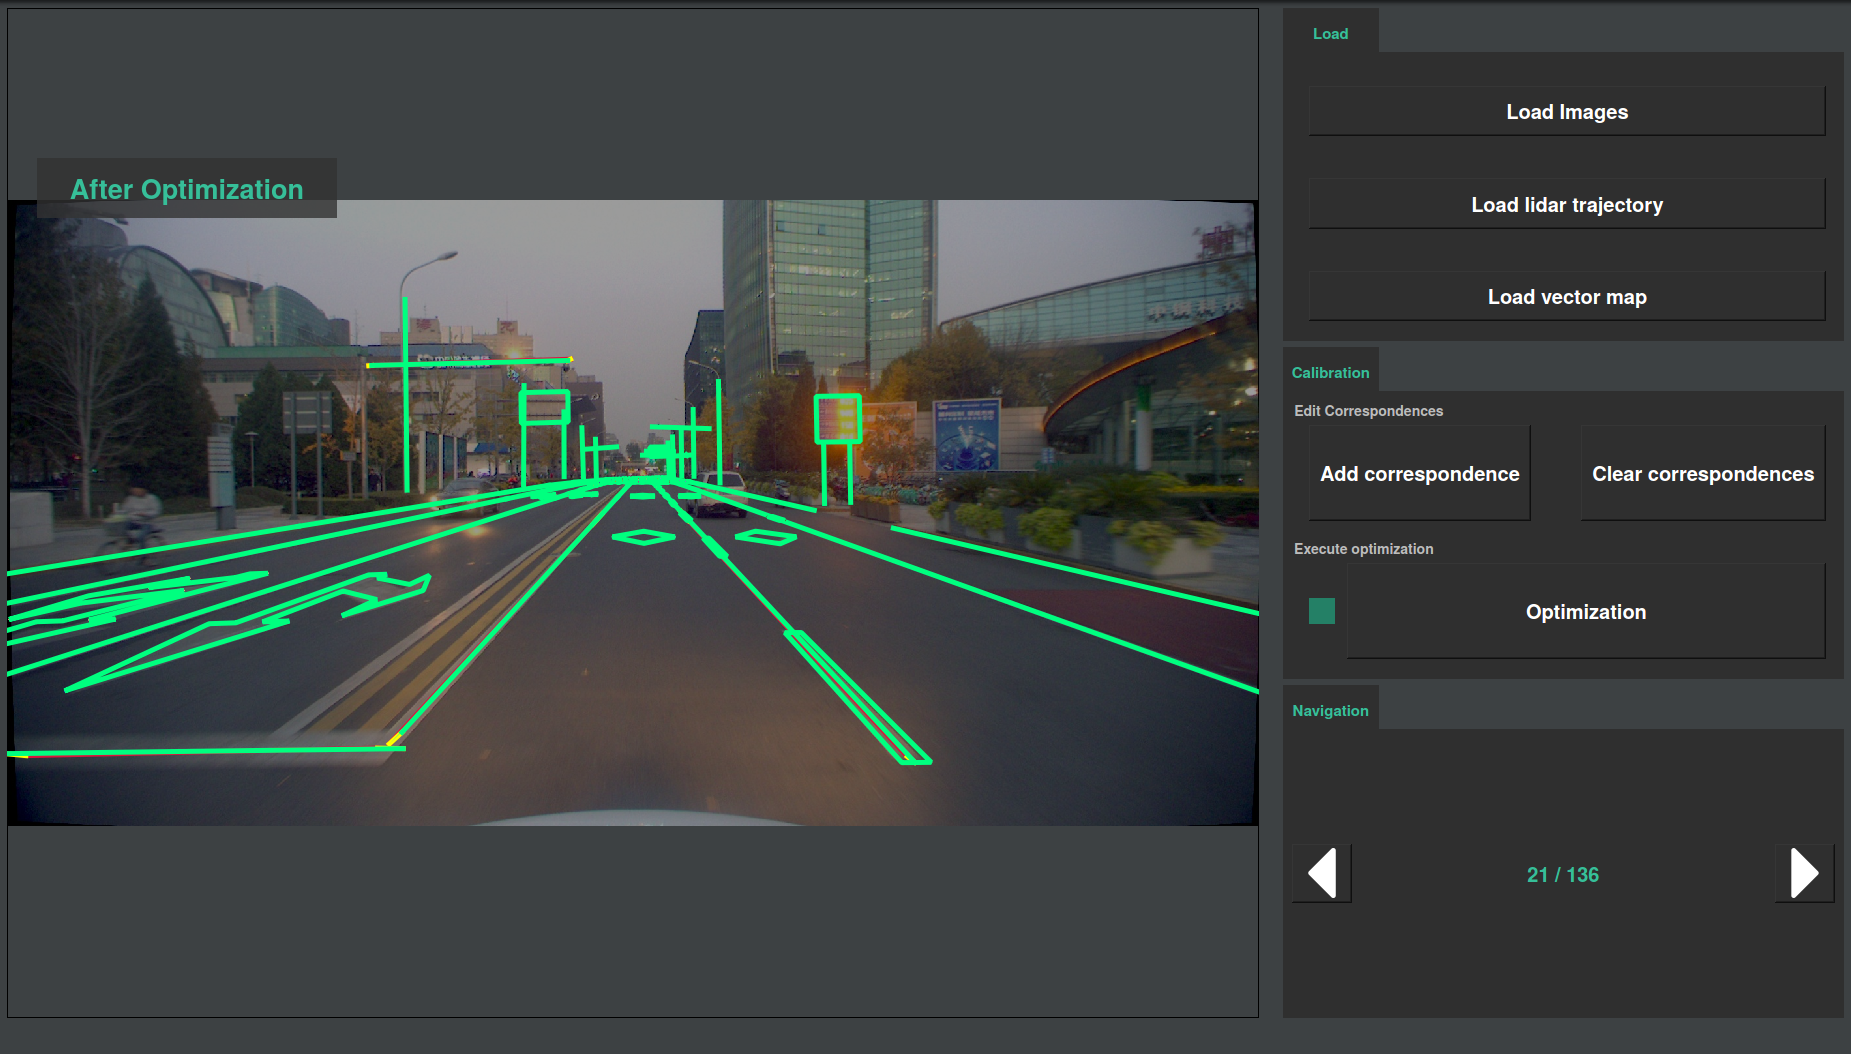 After Optimization
Load
Load Images
Load lidar trajectory
Load vector map
Calibration
Edit Correspondences
Add correspondence
Clear correspondences
Execute optimization
Optimization
Navigation
21 / 136